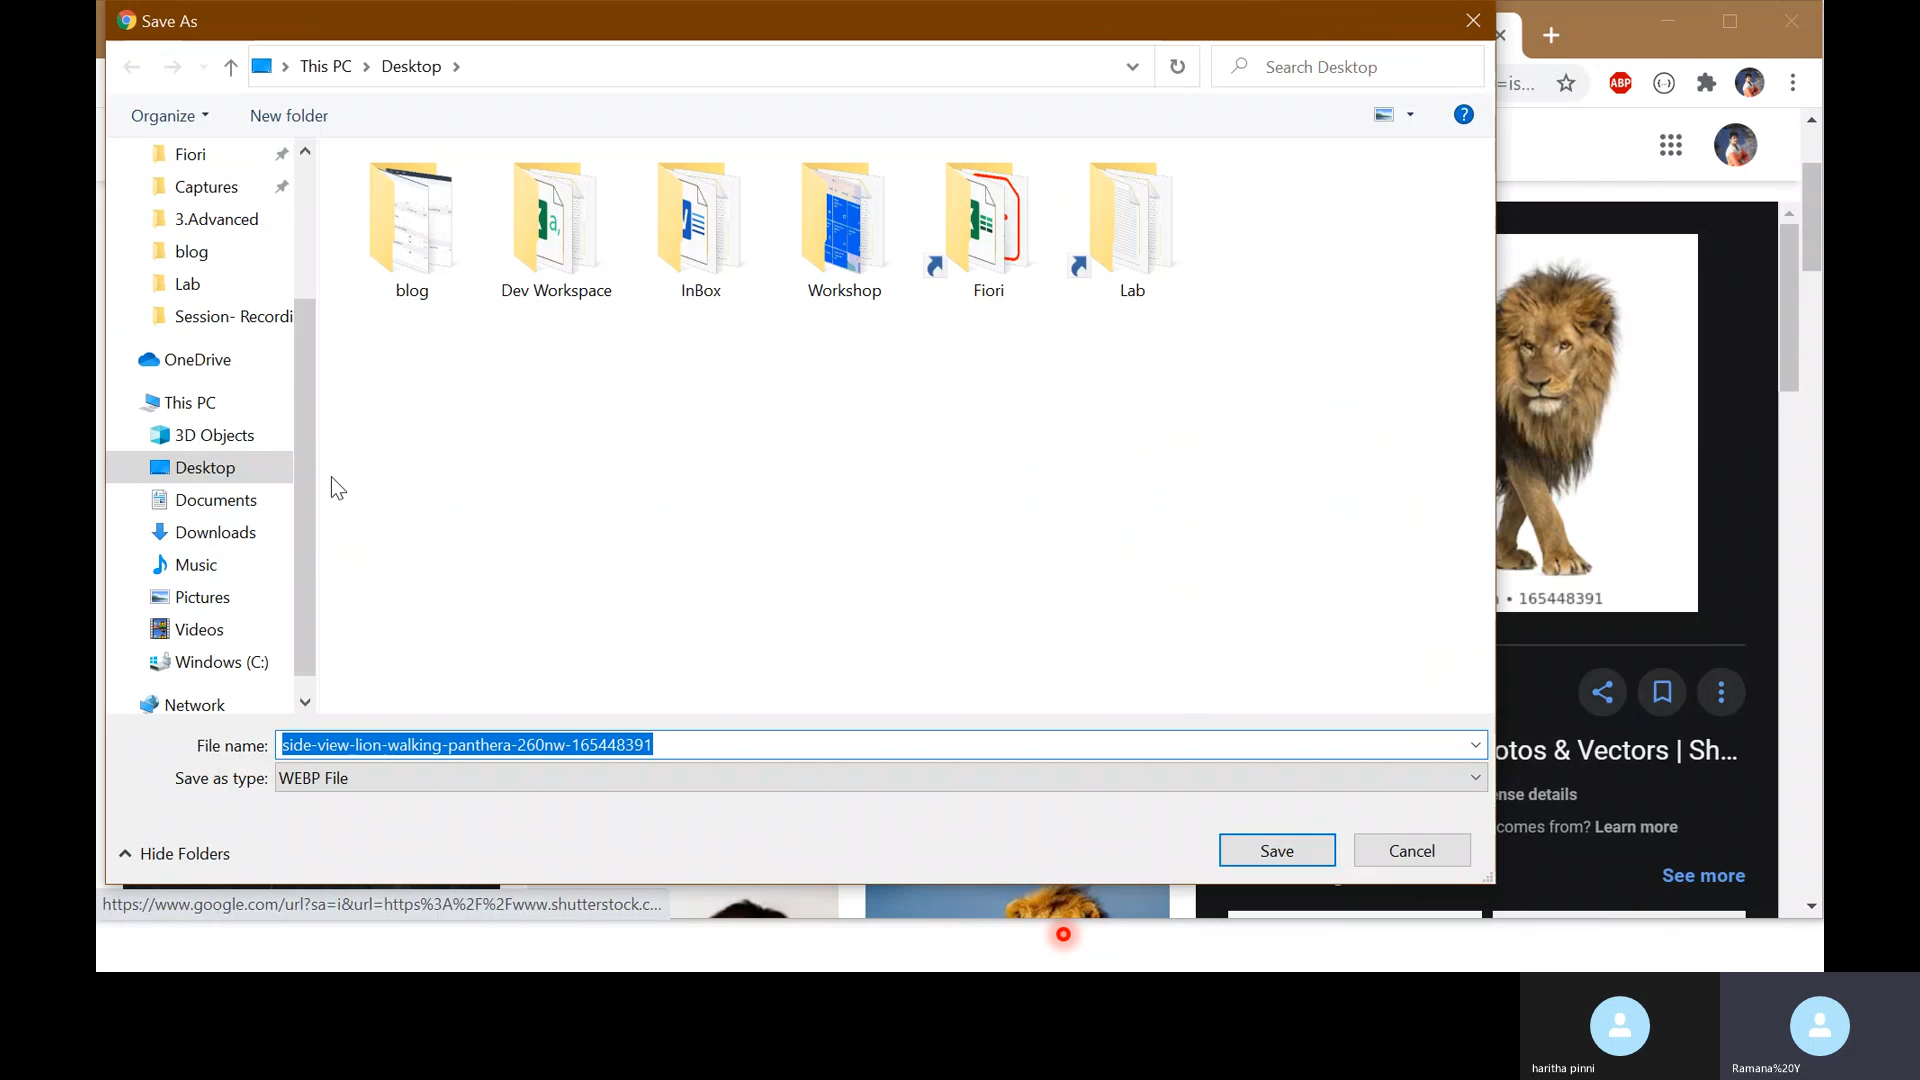 Save As
This PC
Desktop
Search Desktop
=is...
ABP
Organize
New folder
Fiori
Captures
3.Advanced
blog
Lab
Session- Recordi
OneDrive
This PC
3D Objects
Desktop
Documents
Downloads
Music
Pictures
Videos
Windows (C:)
Network
blog
Dev Workspace
InBox
Workshop
Fiori
Lab
• 165448391
File name: side-view-lion-walking-panthera-260nw-165448391
Save as type: WEBP File
Hide Folders
Save
Cancel
otos & Vectors | Sh...
nse details
comes from? Learn more
See more
https://www.google.com/url?sa=i&url=https%3A%2F%2Fwww.shutterstock.c...
haritha pinni
Ramana%20Y